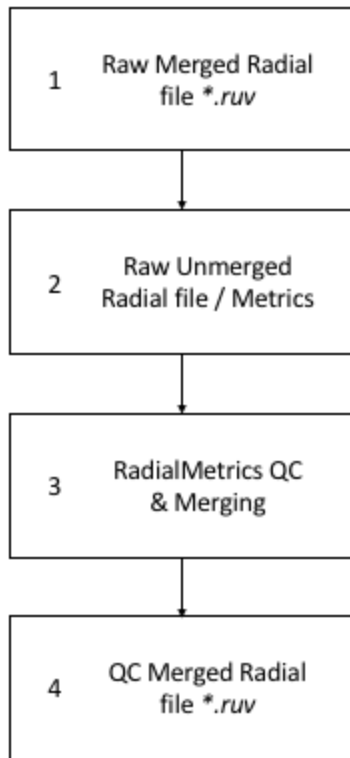 1
Raw Merged Radial
file *.ruv
2
Raw Unmerged
Radial file / Metrics
3
RadialMetrics QC
& Merging
4
QC Merged Radial
file *.ruv